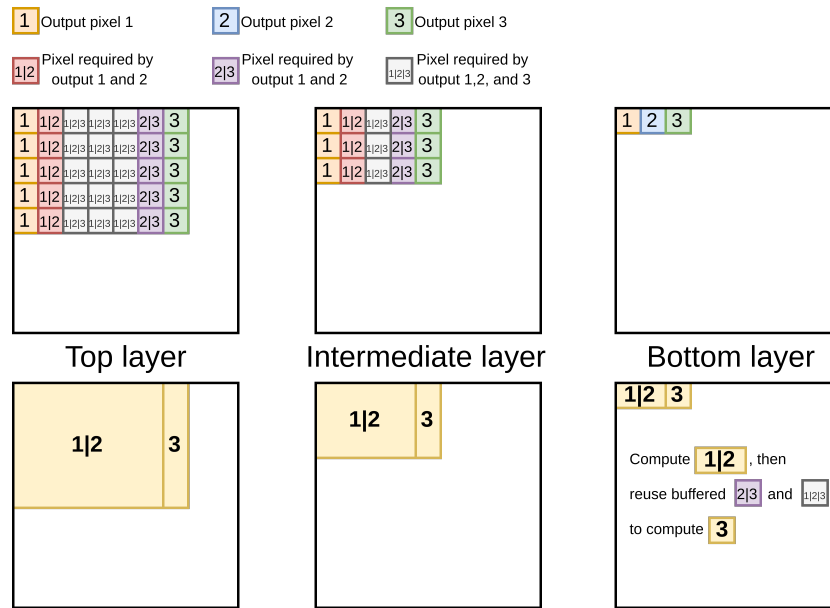 1 Output pixel 1 2 Output pixel 2 3 Output pixel 3
1|2 Pixel required by output 1 and 2 2|3 Pixel required by output 1 and 2 1|2|3 Pixel required by output 1,2, and 3
1 1|2 1|2|3 1|2|3 1|2|3 2|3 3 1 1|2 1|2|3 2|3 3 1 2 3
1 1|2 1|2|3 1|2|3 1|2|3 2|3 3 1 1|2 1|2|3 2|3 3
1 1|2 1|2|3 1|2|3 1|2|3 2|3 3 1 1|2 1|2|3 2|3 3
1 1|2 1|2|3 1|2|3 1|2|3 2|3 3
1 1|2 1|2|3 1|2|3 1|2|3 2|3 3
Top layer Intermediate layer Bottom layer
1|2 3 1|2 3 1|2 3
Compute 1|2 , then
reuse buffered 2|3 and 1|2|3
to compute 3